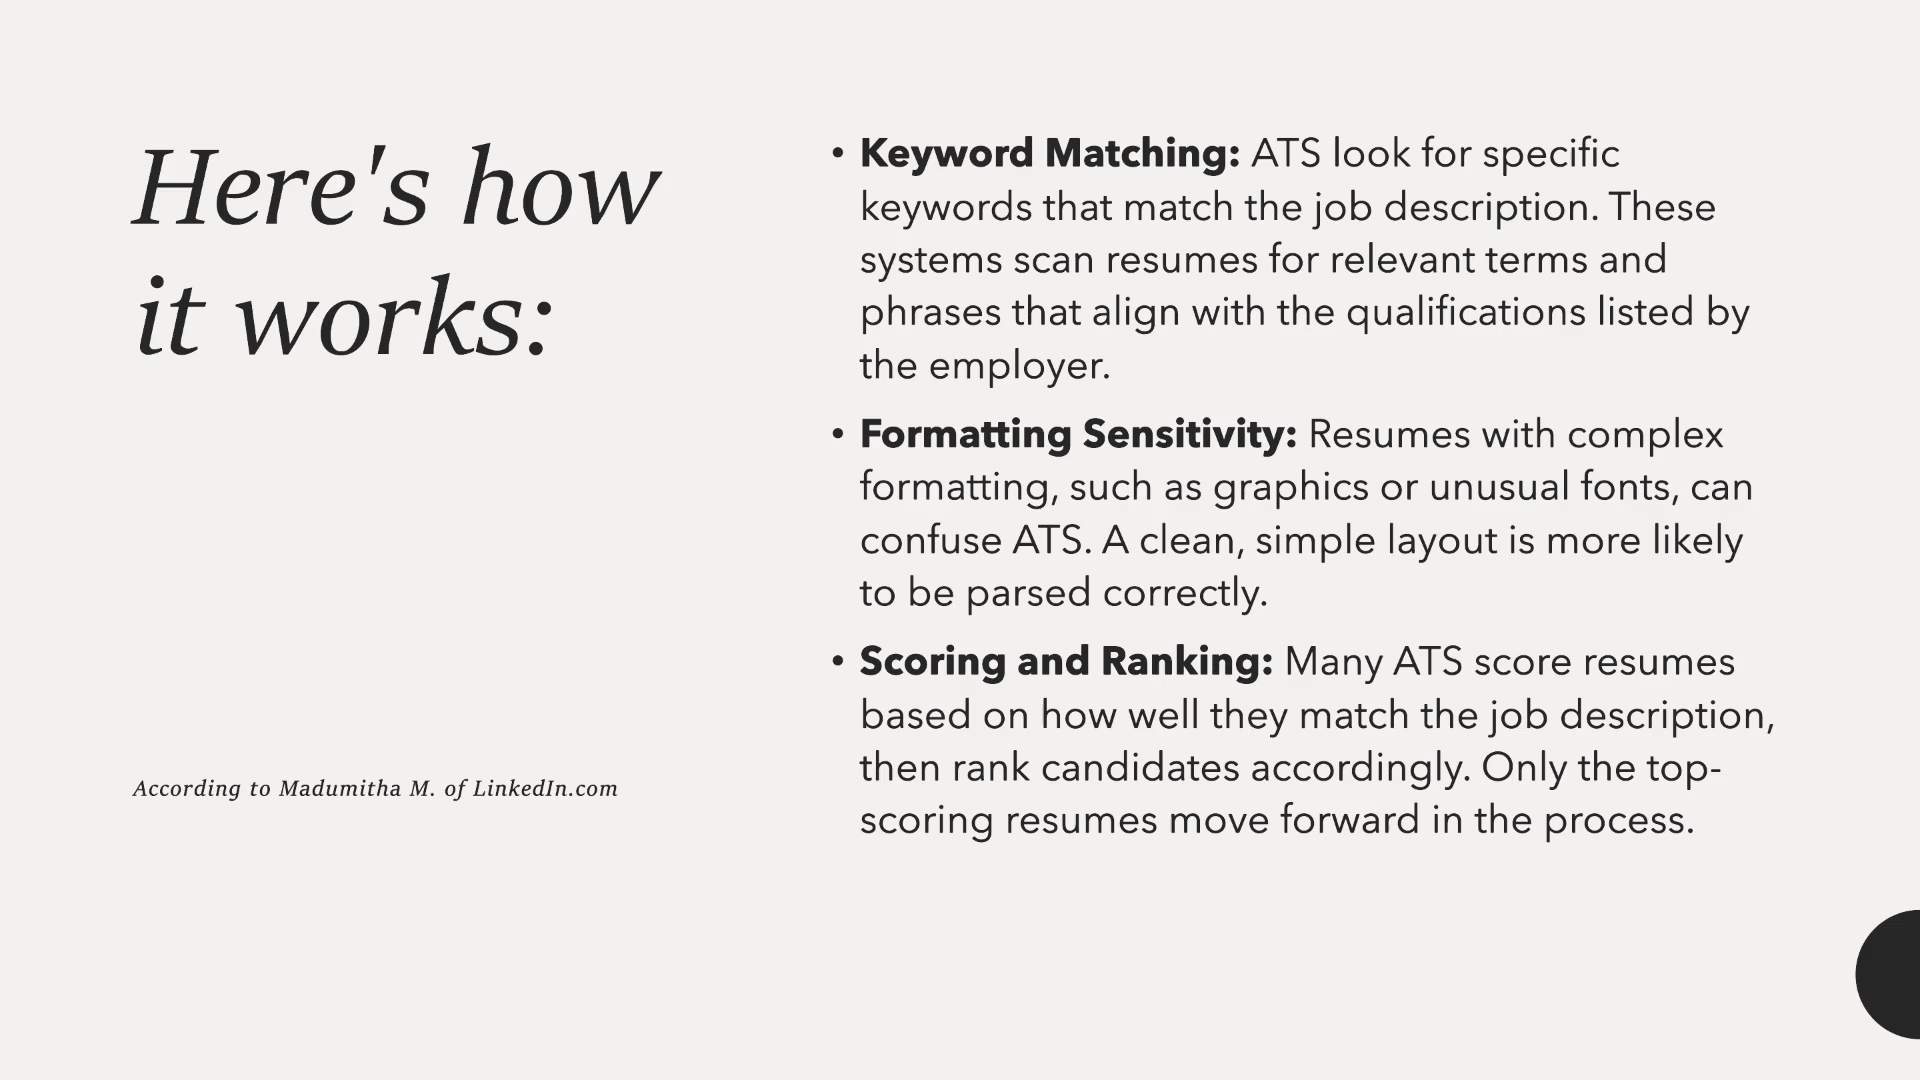 Here's how
it works:
According to Madumitha M. of LinkedIn.com
• Keyword Matching: ATS look for specific
keywords that match the job description. These
systems scan resumes for relevant terms and
phrases that align with the qualifications listed by
the employer.
• Formatting Sensitivity: Resumes with complex
formatting, such as graphics or unusual fonts, can
confuse ATS. A clean, simple layout is more likely
to be parsed correctly.
• Scoring and Ranking: Many ATS score resumes
based on how well they match the job description,
then rank candidates accordingly. Only the top-
scoring resumes move forward in the process.